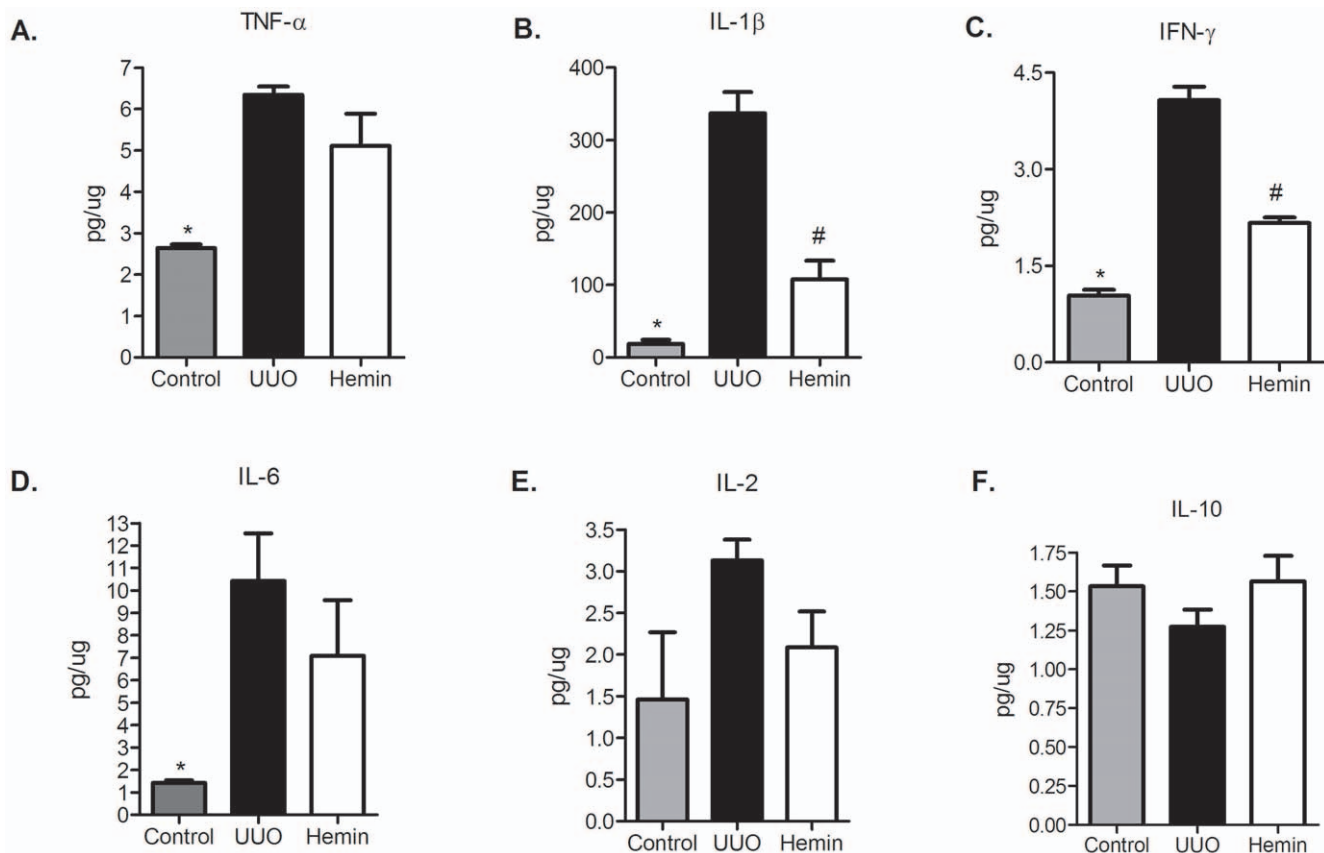 A.
TNF-α
pg/ug
7
6
5
4
3
2
1
0
*
Control UUO Hemin
B.
IL-1β
pg/ug
400
300
200
100
0
*
#
Control UUO Hemin
C.
IFN-γ
pg/ug
4.5
3.0
1.5
0.0
*
#
Control UUO Hemin
D.
IL-6
pg/ug
13
12
11
10
9
8
7
6
5
4
3
2
1
0
*
Control UUO Hemin
E.
IL-2
pg/ug
3.5
3.0
2.5
2.0
1.5
1.0
0.5
0.0
Control UUO Hemin
F.
IL-10
pg/ug
1.75
1.50
1.25
1.00
0.75
0.50
0.25
0.00
Control UUO Hemin